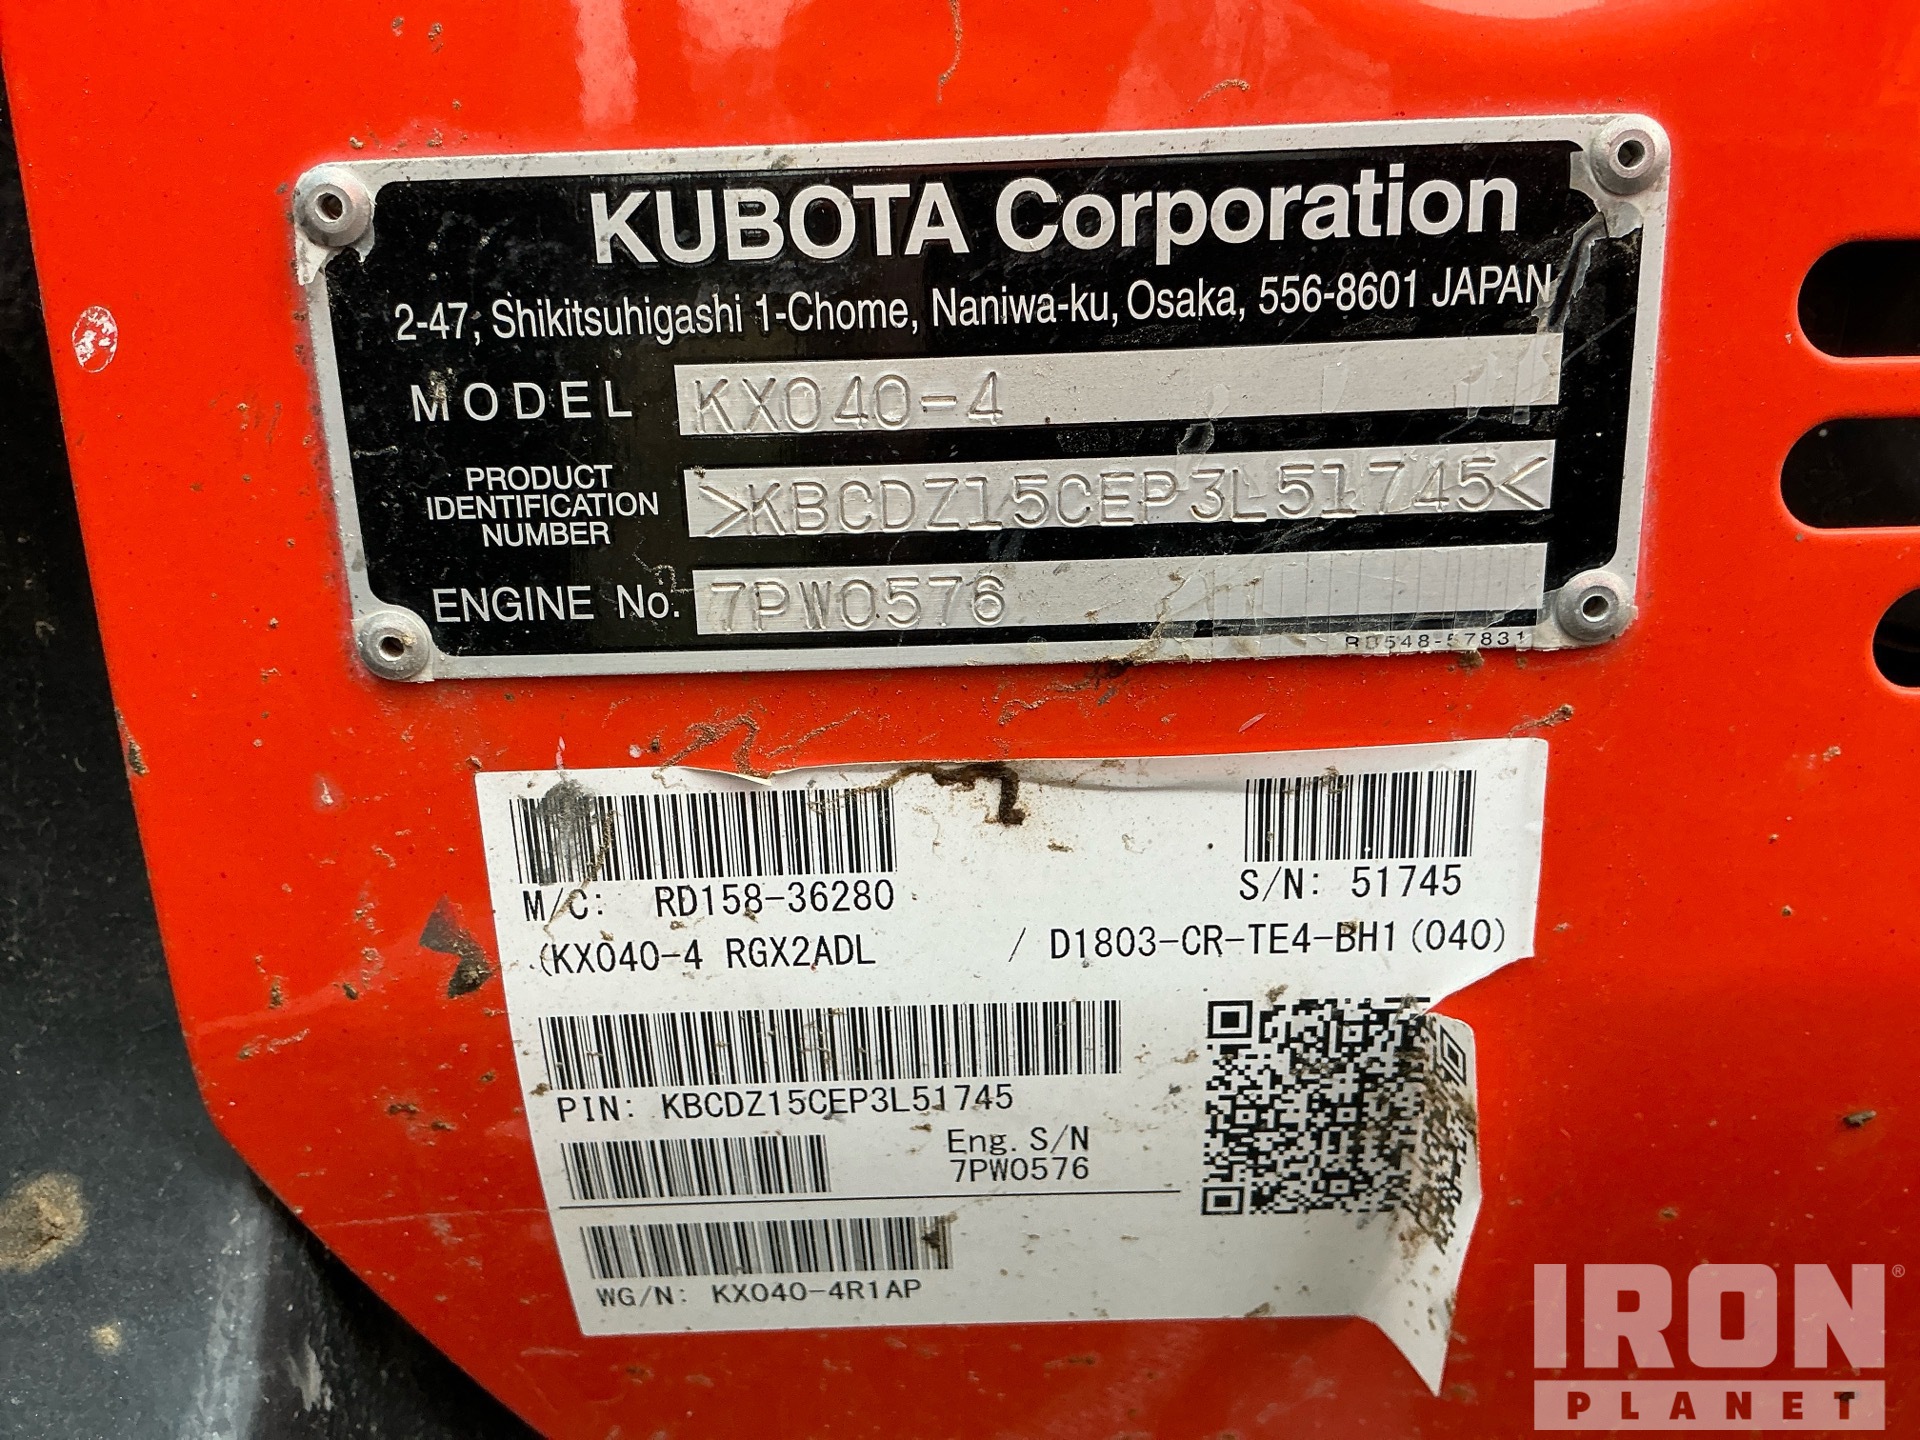 KUBOTA Corporation
2-47, Shikitsuhigashi 1-Chome, Naniwa-ku, Osaka, 556-8601 JAPAN
MODEL KX040-4
PRODUCT
IDENTIFICATION
NUMBER
>KBCDZ15CEP3L51745<
ENGINE No. 7PW0576
RD548-57831
M/C: RD158-36280
S/N: 51745
(KX040-4 RGX2ADL / D1803-CR-TE4-BH1(040)
PIN: KBCDZ15CEP3L51745
Eng. S/N
7PW0576
WG/N: KX040-4R1AP
IRON®
PLANET